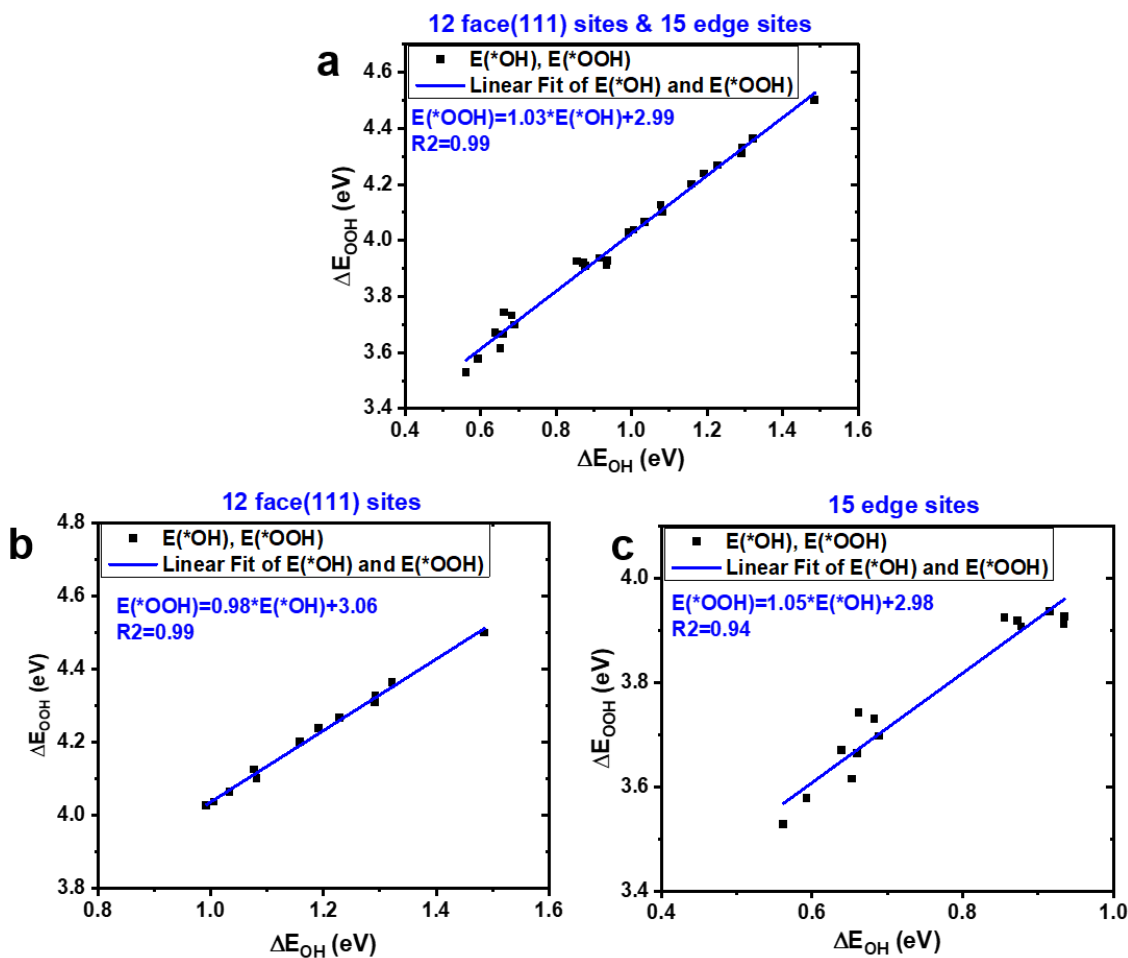 12 face(111) sites & 15 edge sites
a
E(*OH), E(*OOH)
Linear Fit of E(*OH) and E(*OOH)
E(*OOH)=1.03*E(*OH)+2.99
R2=0.99
4.6
4.4
4.2
4.0
3.8
3.6
3.4
ΔE_OOH (eV)
0.4 0.6 0.8 1.0 1.2 1.4 1.6
ΔE_OH (eV)
12 face(111) sites
b
E(*OH), E(*OOH)
Linear Fit of E(*OH) and E(*OOH)
E(*OOH)=0.98*E(*OH)+3.06
R2=0.99
4.8
4.6
4.4
4.2
4.0
3.8
ΔE_OOH (eV)
0.8 1.0 1.2 1.4 1.6
ΔE_OH (eV)
15 edge sites
c
E(*OH), E(*OOH)
Linear Fit of E(*OH) and E(*OOH)
E(*OOH)=1.05*E(*OH)+2.98
R2=0.94
4.0
3.8
3.6
3.4
ΔE_OOH (eV)
0.4 0.6 0.8 1.0
ΔE_OH (eV)